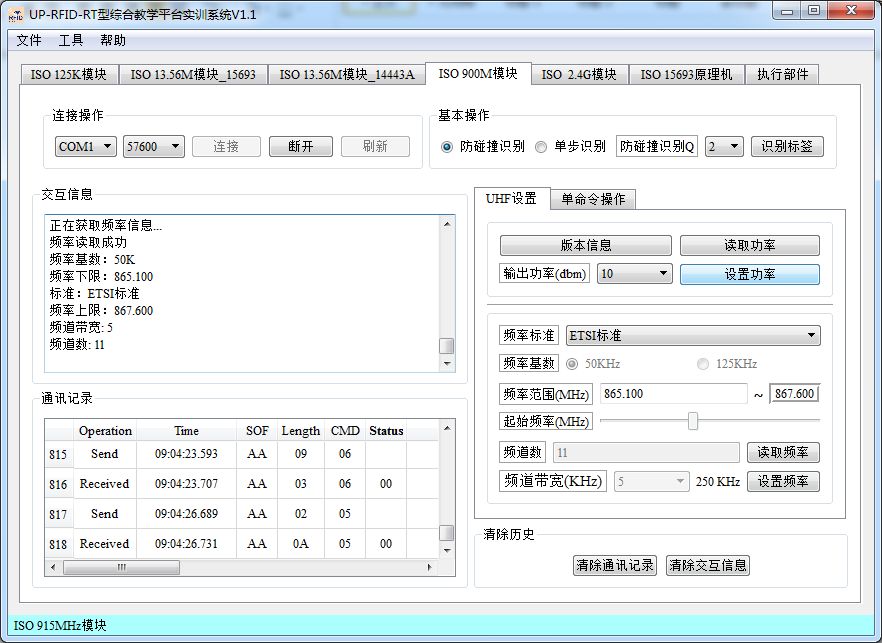 UP-RFID-RT型综合教学平台实训系统V1.1
文件 工具 帮助
ISO 125K模块 ISO 13.56M模块_15693 ISO 13.56M模块_14443A ISO 900M模块 ISO 2.4G模块 ISO 15693原理机 执行部件
连接操作
COM1 57600 连接 断开 刷新
基本操作
防碰撞识别 单步识别 防碰撞识别Q 2 识别标签
交互信息
正在获取频率信息...
频率读取成功
频率基数：50K
频率下限：865.100
标准：ETSI标准
频率上限：867.600
频道带宽: 5
频道数: 11
通讯记录
Operation Time SOF Length CMD Status
815 Send 09:04:23.593 AA 09 06
816 Received 09:04:23.707 AA 03 06 00
817 Send 09:04:26.689 AA 02 05
818 Received 09:04:26.731 AA 0A 05 00
UHF设置 单命令操作
版本信息 读取功率
输出功率(dbm) 10 设置功率
频率标准 ETSI标准
频率基数 50KHz 125KHz
频率范围(MHz) 865.100 ~ 867.600
起始频率(MHz)
频道数 11 读取频率
频道带宽(KHz) 5 250 KHz 设置频率
清除历史
清除通讯记录 清除交互信息
ISO 915MHz模块